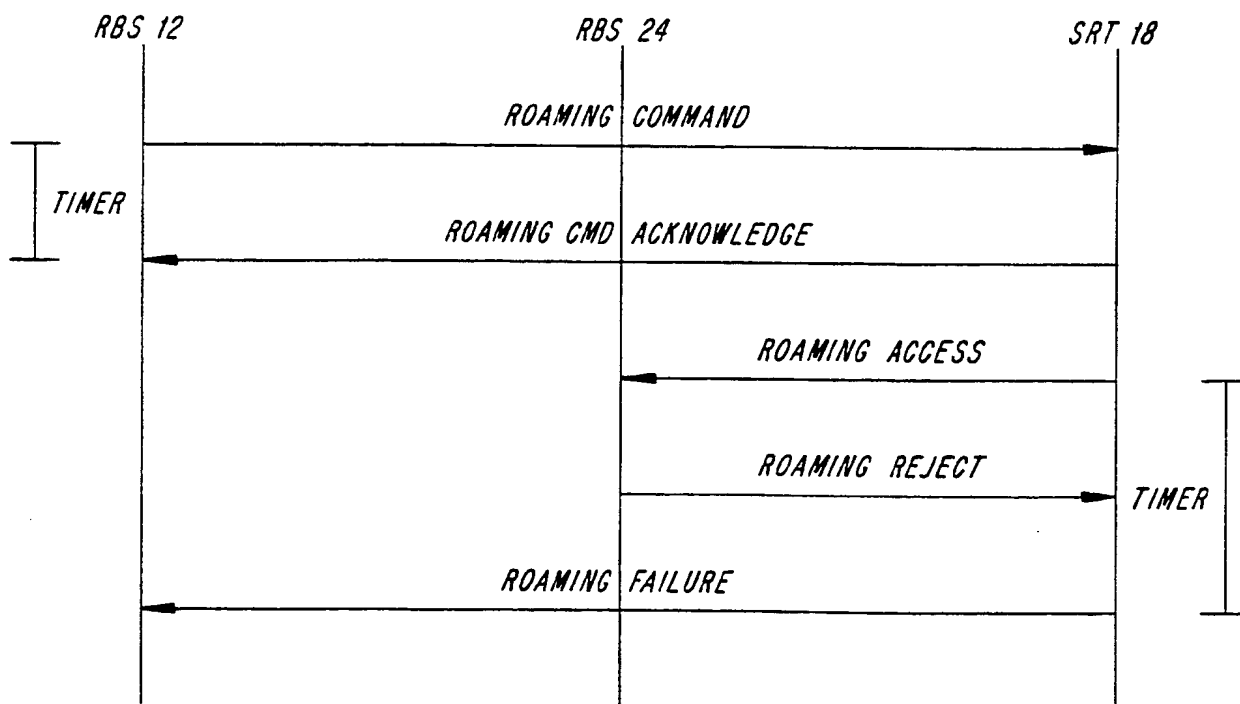 RBS 12 RBS 24 SRT 18
ROAMING COMMAND
TIMER
ROAMING CMD ACKNOWLEDGE
ROAMING ACCESS
ROAMING REJECT
TIMER
ROAMING FAILURE